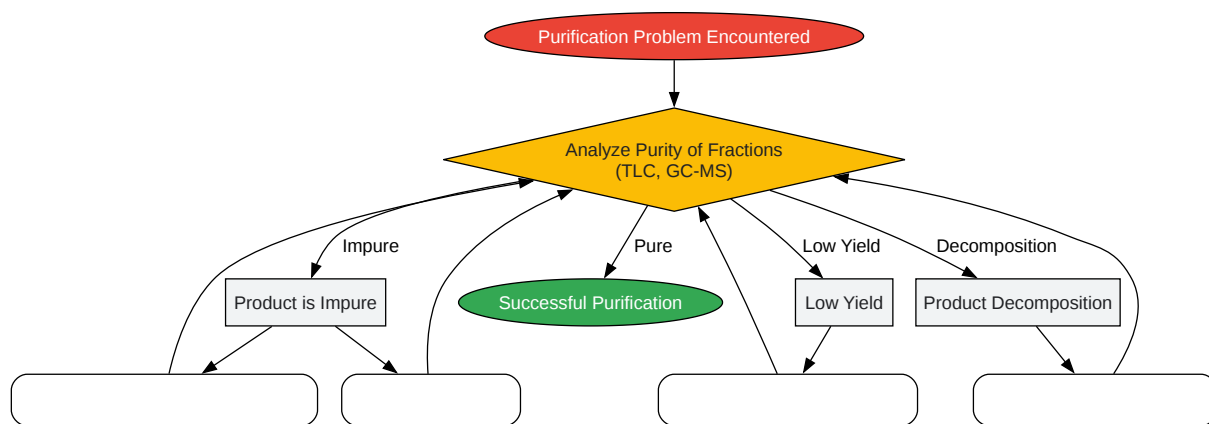 Purification Problem Encountered
Analyze Purity of Fractions
(TLC, GC-MS)
Impure
Pure
Low Yield
Decomposition
Product is Impure
Successful Purification
Low Yield
Product Decomposition